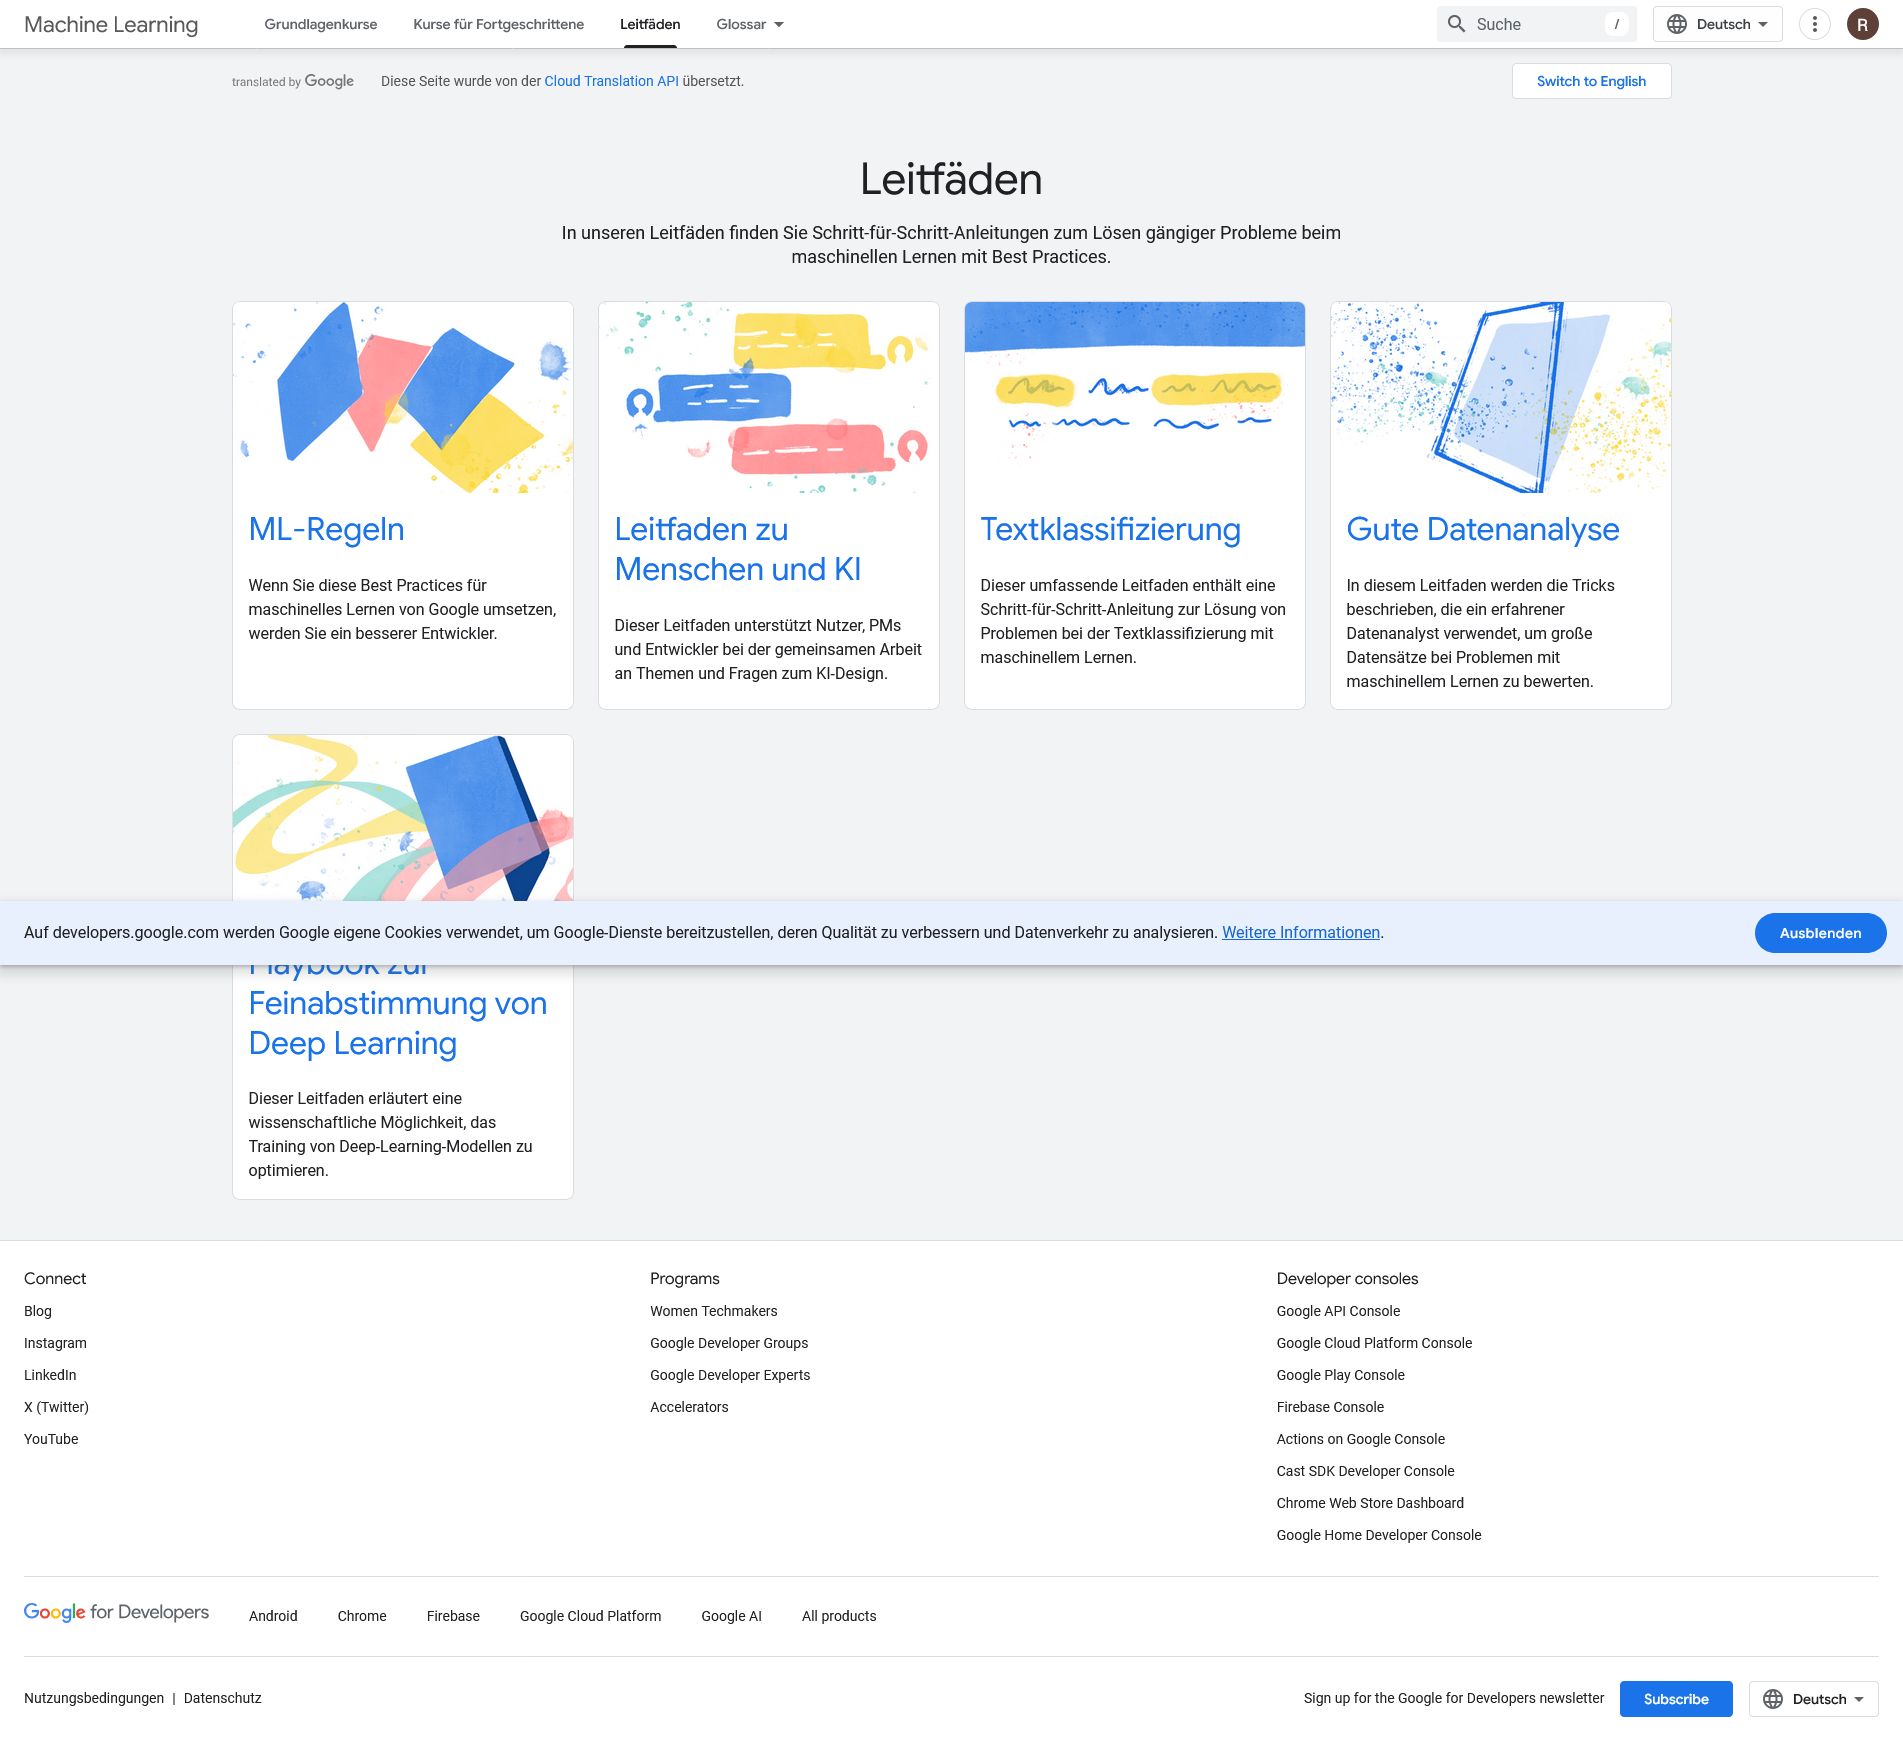 Machine Learning
Grundlagenkurse
Kurse für Fortgeschrittene
Leitfäden
Glossar
Suche
/
Deutsch
R
translated by Google
Diese Seite wurde von der Cloud Translation API übersetzt.
Switch to English
Leitfäden
In unseren Leitfäden finden Sie Schritt-für-Schritt-Anleitungen zum Lösen gängiger Probleme beim
maschinellen Lernen mit Best Practices.
ML-Regeln
Wenn Sie diese Best Practices für
maschinelles Lernen von Google umsetzen,
werden Sie ein besserer Entwickler.
Leitfaden zu
Menschen und KI
Dieser Leitfaden unterstützt Nutzer, PMs
und Entwickler bei der gemeinsamen Arbeit
an Themen und Fragen zum KI-Design.
Textklassifizierung
Dieser umfassende Leitfaden enthält eine
Schritt-für-Schritt-Anleitung zur Lösung von
Problemen bei der Textklassifizierung mit
maschinellem Lernen.
Gute Datenanalyse
In diesem Leitfaden werden die Tricks
beschrieben, die ein erfahrener
Datenanalyst verwendet, um große
Datensätze bei Problemen mit
maschinellem Lernen zu bewerten.
Auf developers.google.com werden Google eigene Cookies verwendet, um Google-Dienste bereitzustellen, deren Qualität zu verbessern und Datenverkehr zu analysieren. Weitere Informationen.
Ausblenden
Playbook zur
Feinabstimmung von
Deep Learning
Dieser Leitfaden erläutert eine
wissenschaftliche Möglichkeit, das
Training von Deep-Learning-Modellen zu
optimieren.
Connect
Blog
Instagram
LinkedIn
X (Twitter)
YouTube
Programs
Women Techmakers
Google Developer Groups
Google Developer Experts
Accelerators
Developer consoles
Google API Console
Google Cloud Platform Console
Google Play Console
Firebase Console
Actions on Google Console
Cast SDK Developer Console
Chrome Web Store Dashboard
Google Home Developer Console
Google for Developers
Android
Chrome
Firebase
Google Cloud Platform
Google AI
All products
Nutzungsbedingungen | Datenschutz
Sign up for the Google for Developers newsletter
Subscribe
Deutsch